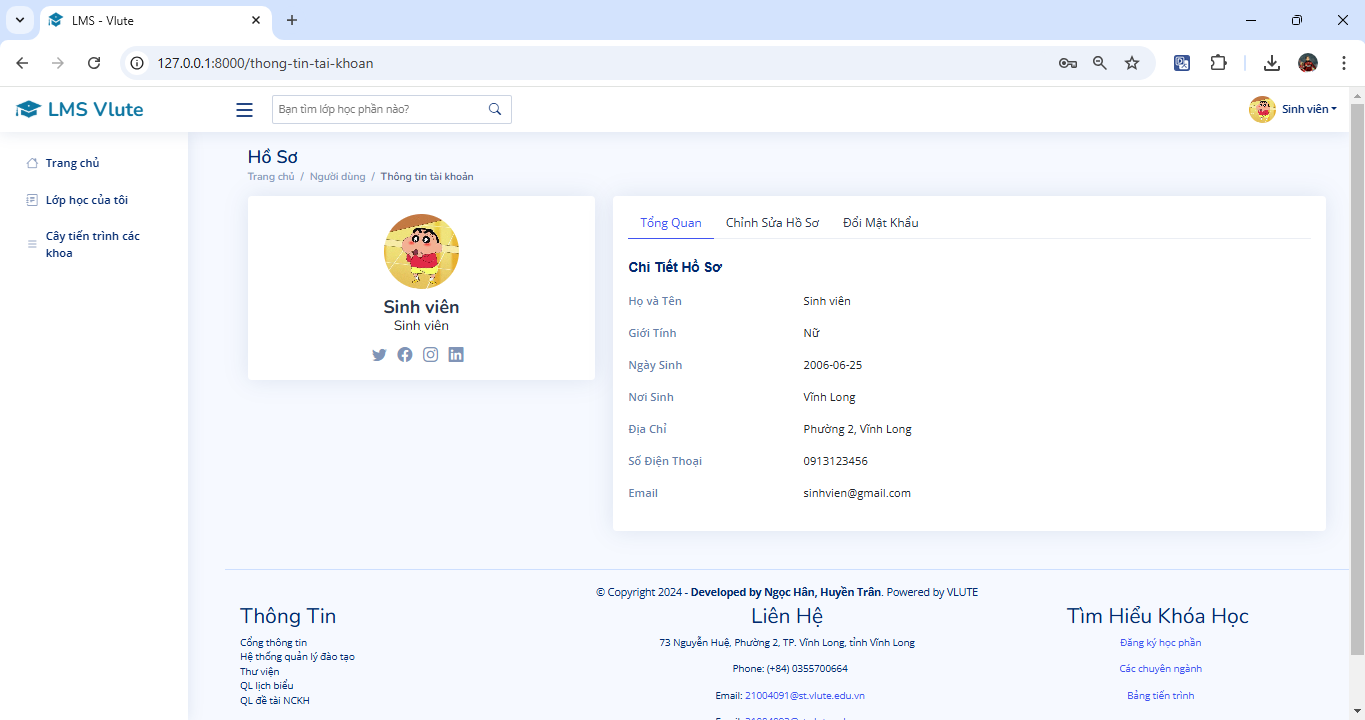 LMS - Vlute
127.0.0.1:8000/thong-tin-tai-khoan
LMS Vlute
Bạn tìm lớp học phần nào?
Sinh viên
Trang chủ
Lớp học của tôi
Cây tiến trình các
khoa
Hồ Sơ
Trang chủ / Người dùng / Thông tin tài khoản
Sinh viên
Sinh viên
Tổng Quan Chỉnh Sửa Hồ Sơ Đổi Mật Khẩu
Chi Tiết Hồ Sơ
Họ và Tên Sinh viên
Giới Tính Nữ
Ngày Sinh 2006-06-25
Nơi Sinh Vĩnh Long
Địa Chỉ Phường 2, Vĩnh Long
Số Điện Thoại 0913123456
Email sinhvien@gmail.com
© Copyright 2024 - Developed by Ngọc Hân, Huyền Trân. Powered by VLUTE
Thông Tin
Cổng thông tin
Hệ thống quản lý đào tạo
Thư viện
QL lịch biểu
QL đề tài NCKH
Liên Hệ
73 Nguyễn Huệ, Phường 2, TP. Vĩnh Long, tỉnh Vĩnh Long
Phone: (+84) 0355700664
Email: 21004091@st.vlute.edu.vn
Tìm Hiểu Khóa Học
Đăng ký học phần
Các chuyên ngành
Bảng tiến trình